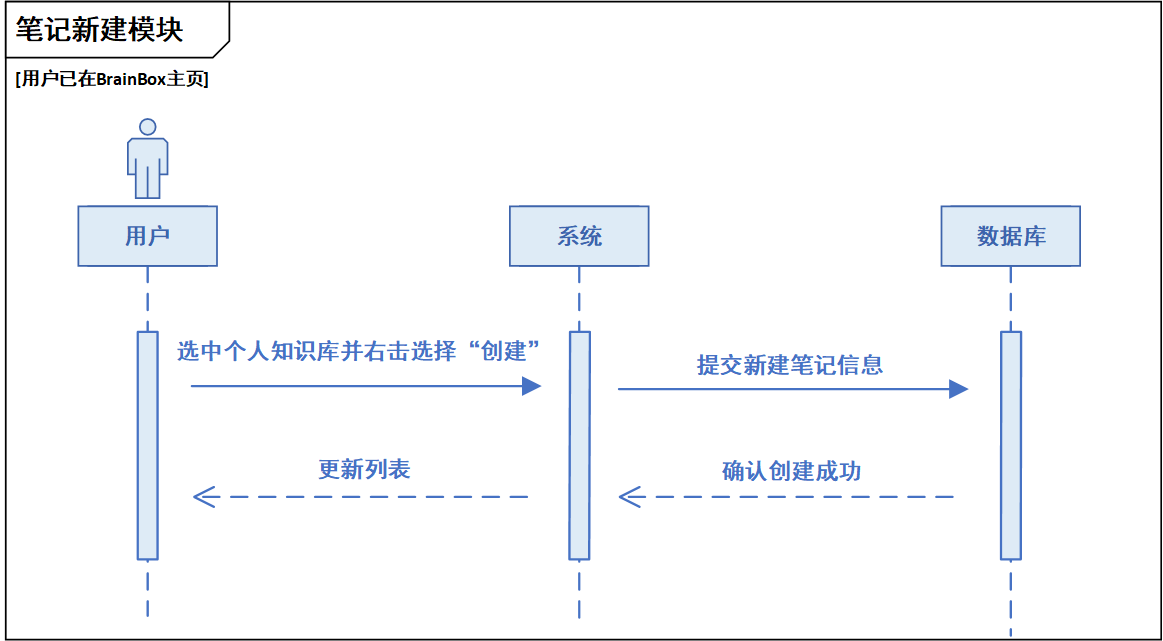 笔记新建模块
[用户已在BrainBox主页]
用户
系统
数据库
选中个人知识库并右击选择“创建”
提交新建笔记信息
更新列表
确认创建成功